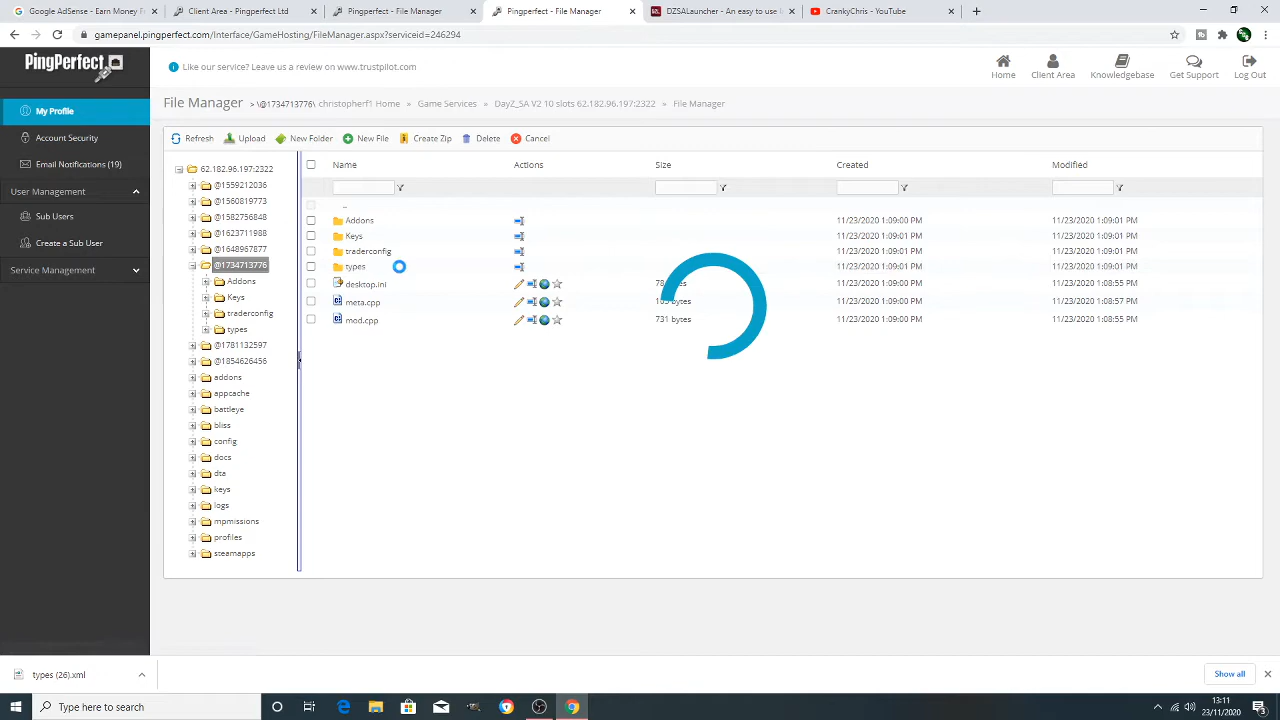 Google AdSense - Earn Money F
Client Area - Pingperfect Ltd
Pingperfect - File Manager
Pingperfect - File Manager
DZSALauncher - An easy to use l
CrankyChris - YouTube
gamepanel.pingperfect.com/Interface/GameHosting/FileManager.aspx?serviceid=246294
PingPerfect
Like our service? Leave us a review on www.trustpilot.com
Home
Client Area
Knowledgebase
Get Support
Log Out
My Profile
Account Security
Email Notifications (19)
User Management
Sub Users
Create a Sub User
Service Management
File Manager > \@1734713776\ christopherf1 Home » Game Services » DayZ_SA V2 10 slots 62.182.96.197:2322 » File Manager
Refresh Upload New Folder New File Create Zip Delete Cancel
62.182.96.197:2322
@1559212036
@1560819773
@1582756848
@1623711988
@1648967877
@1734713776
Addons
Keys
traderconfig
types
@1781132597
@1854626456
addons
appcache
battleye
bliss
config
docs
dta
keys
logs
mpmissions
profiles
steamapps
Name Actions Size Created Modified
..
Addons 11/23/2020 1:09:00 PM 11/23/2020 1:09:01 PM
Keys 11/23/2020 1:09:01 PM 11/23/2020 1:09:01 PM
traderconfig 11/23/2020 1:09:00 PM 11/23/2020 1:09:01 PM
types 11/23/2020 1:09:00 PM 11/23/2020 1:09:01 PM
desktop.ini bytes 11/23/2020 1:09:00 PM 11/23/2020 1:08:55 PM
meta.cpp bytes 11/23/2020 1:09:00 PM 11/23/2020 1:08:57 PM
mod.cpp 731 bytes 11/23/2020 1:09:00 PM 11/23/2020 1:08:55 PM
types (26).xml
Show all
Type here to search
13:11
23/11/2020